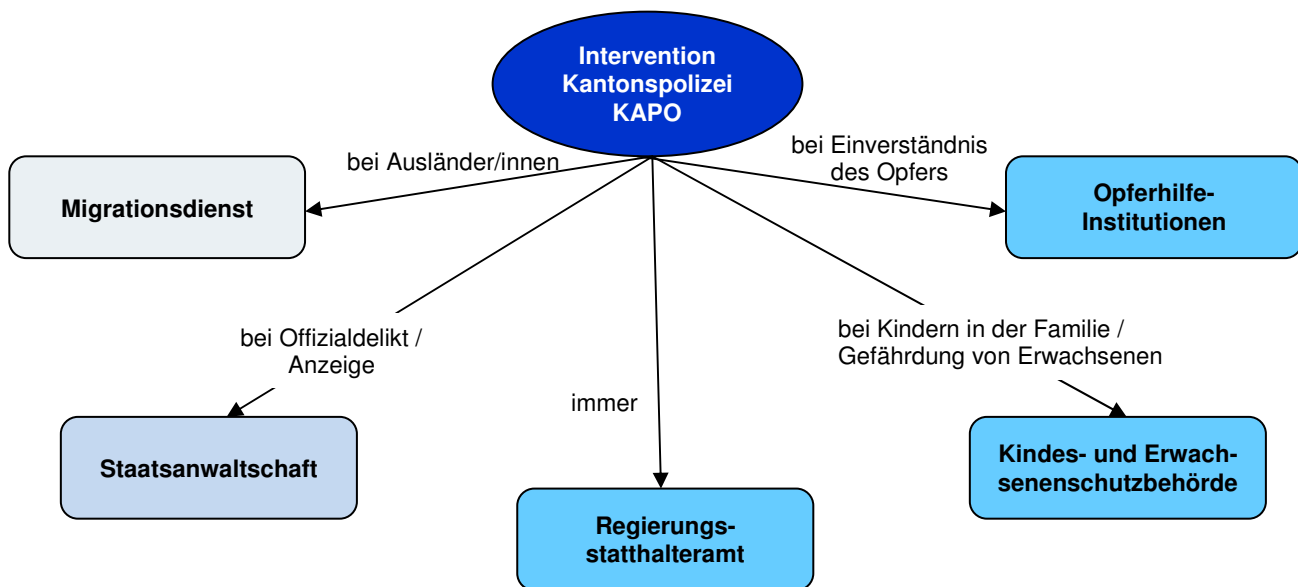 Intervention
Kantonspolizei
KAPO
bei Ausländer/innen
bei Einverständnis
des Opfers
Migrationsdienst
Opferhilfe-
Institutionen
bei Offizialdelikt /
Anzeige
bei Kindern in der Familie /
Gefährdung von Erwachsenen
immer
Staatsanwaltschaft
Kindes- und Erwach-
senenschutzbehörde
Regierungs-
statthalteramt